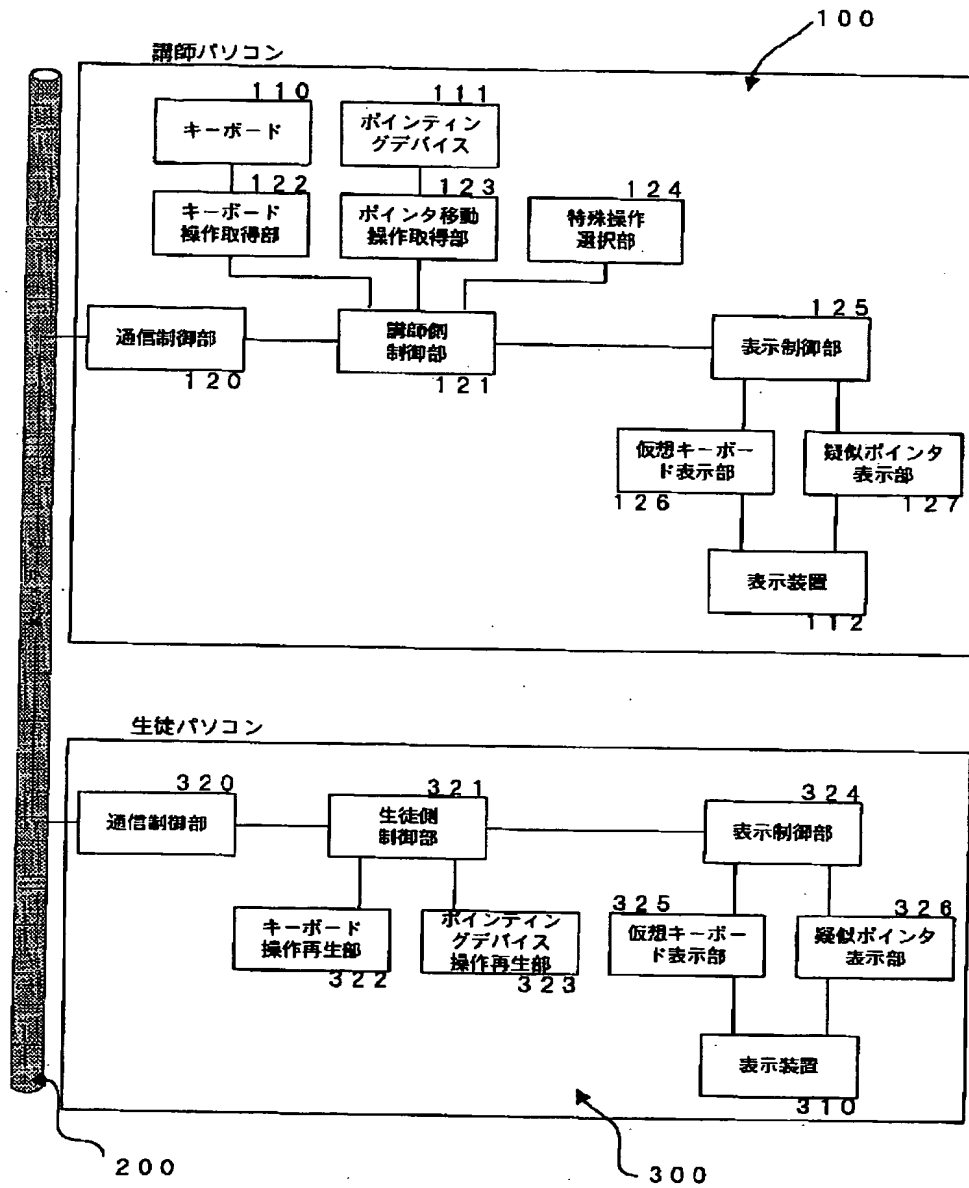 100
講師パソコン
110
キーボード
111
ポインティン
グデバイス
122
キーボード
操作取得部
123
ポインタ移動
操作取得部
124
特殊操作
選択部
通信制御部
120
講師側
制御部
121
125
表示制御部
仮想キーボー
ド表示部
126
疑似ポインタ
表示部
127
表示装置
112
生徒パソコン
320
通信制御部
321
生徒側
制御部
324
表示制御部
キーボード
操作再生部
322
ポインティン
グデバイス
操作再生部
323
325
仮想キーボー
ド表示部
326
疑似ポインタ
表示部
表示装置
310
200
300